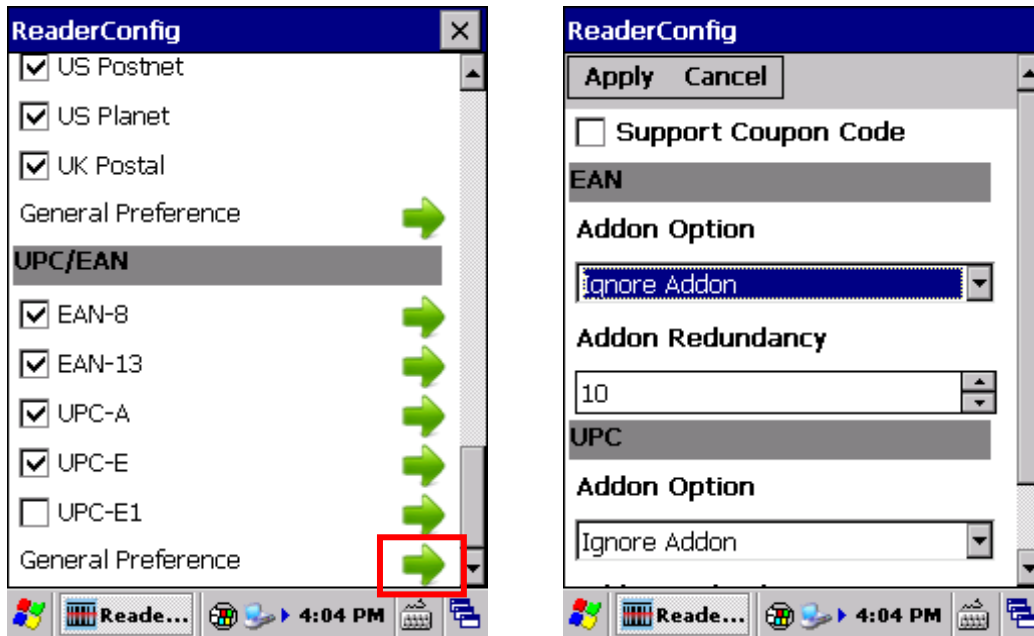 ReaderConfig
US Postnet
US Planet
UK Postal
General Preference
UPC/EAN
EAN-8
EAN-13
UPC-A
UPC-E
UPC-E1
General Preference
Reade... 4:04 PM
ReaderConfig
Apply Cancel
Support Coupon Code
EAN
Addon Option
Ignore Addon
Addon Redundancy
10
UPC
Addon Option
Ignore Addon
Reade... 4:04 PM